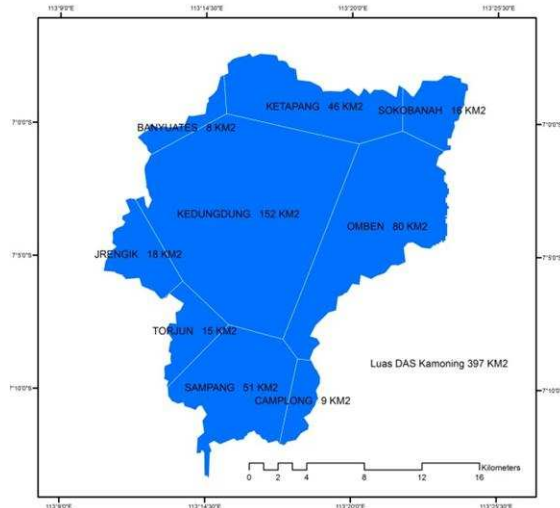 113°9'0"E 113°14'30"E 113°20'0"E 113°25'30"E
KETAPANG 46 KM2
SOKOBANAH 16 KM2
7°0'0"S 7°0'0"S
BANYUATES 8 KM2
KEDUNGDUNG 152 KM2
OMBEN 80 KM2
7°5'0"S 7°5'0"S
JRENGIK 18 KM2
TORJUN 15 KM2
Luas DAS Kamoning 397 KM2
7°10'0"S 7°10'0"S
SAMPANG 51 KM2
CAMPLONG 9 KM2
Kilometers
0 2 4 8 12 16
113°9'0"E 113°14'30"E 113°20'0"E 113°25'30"E